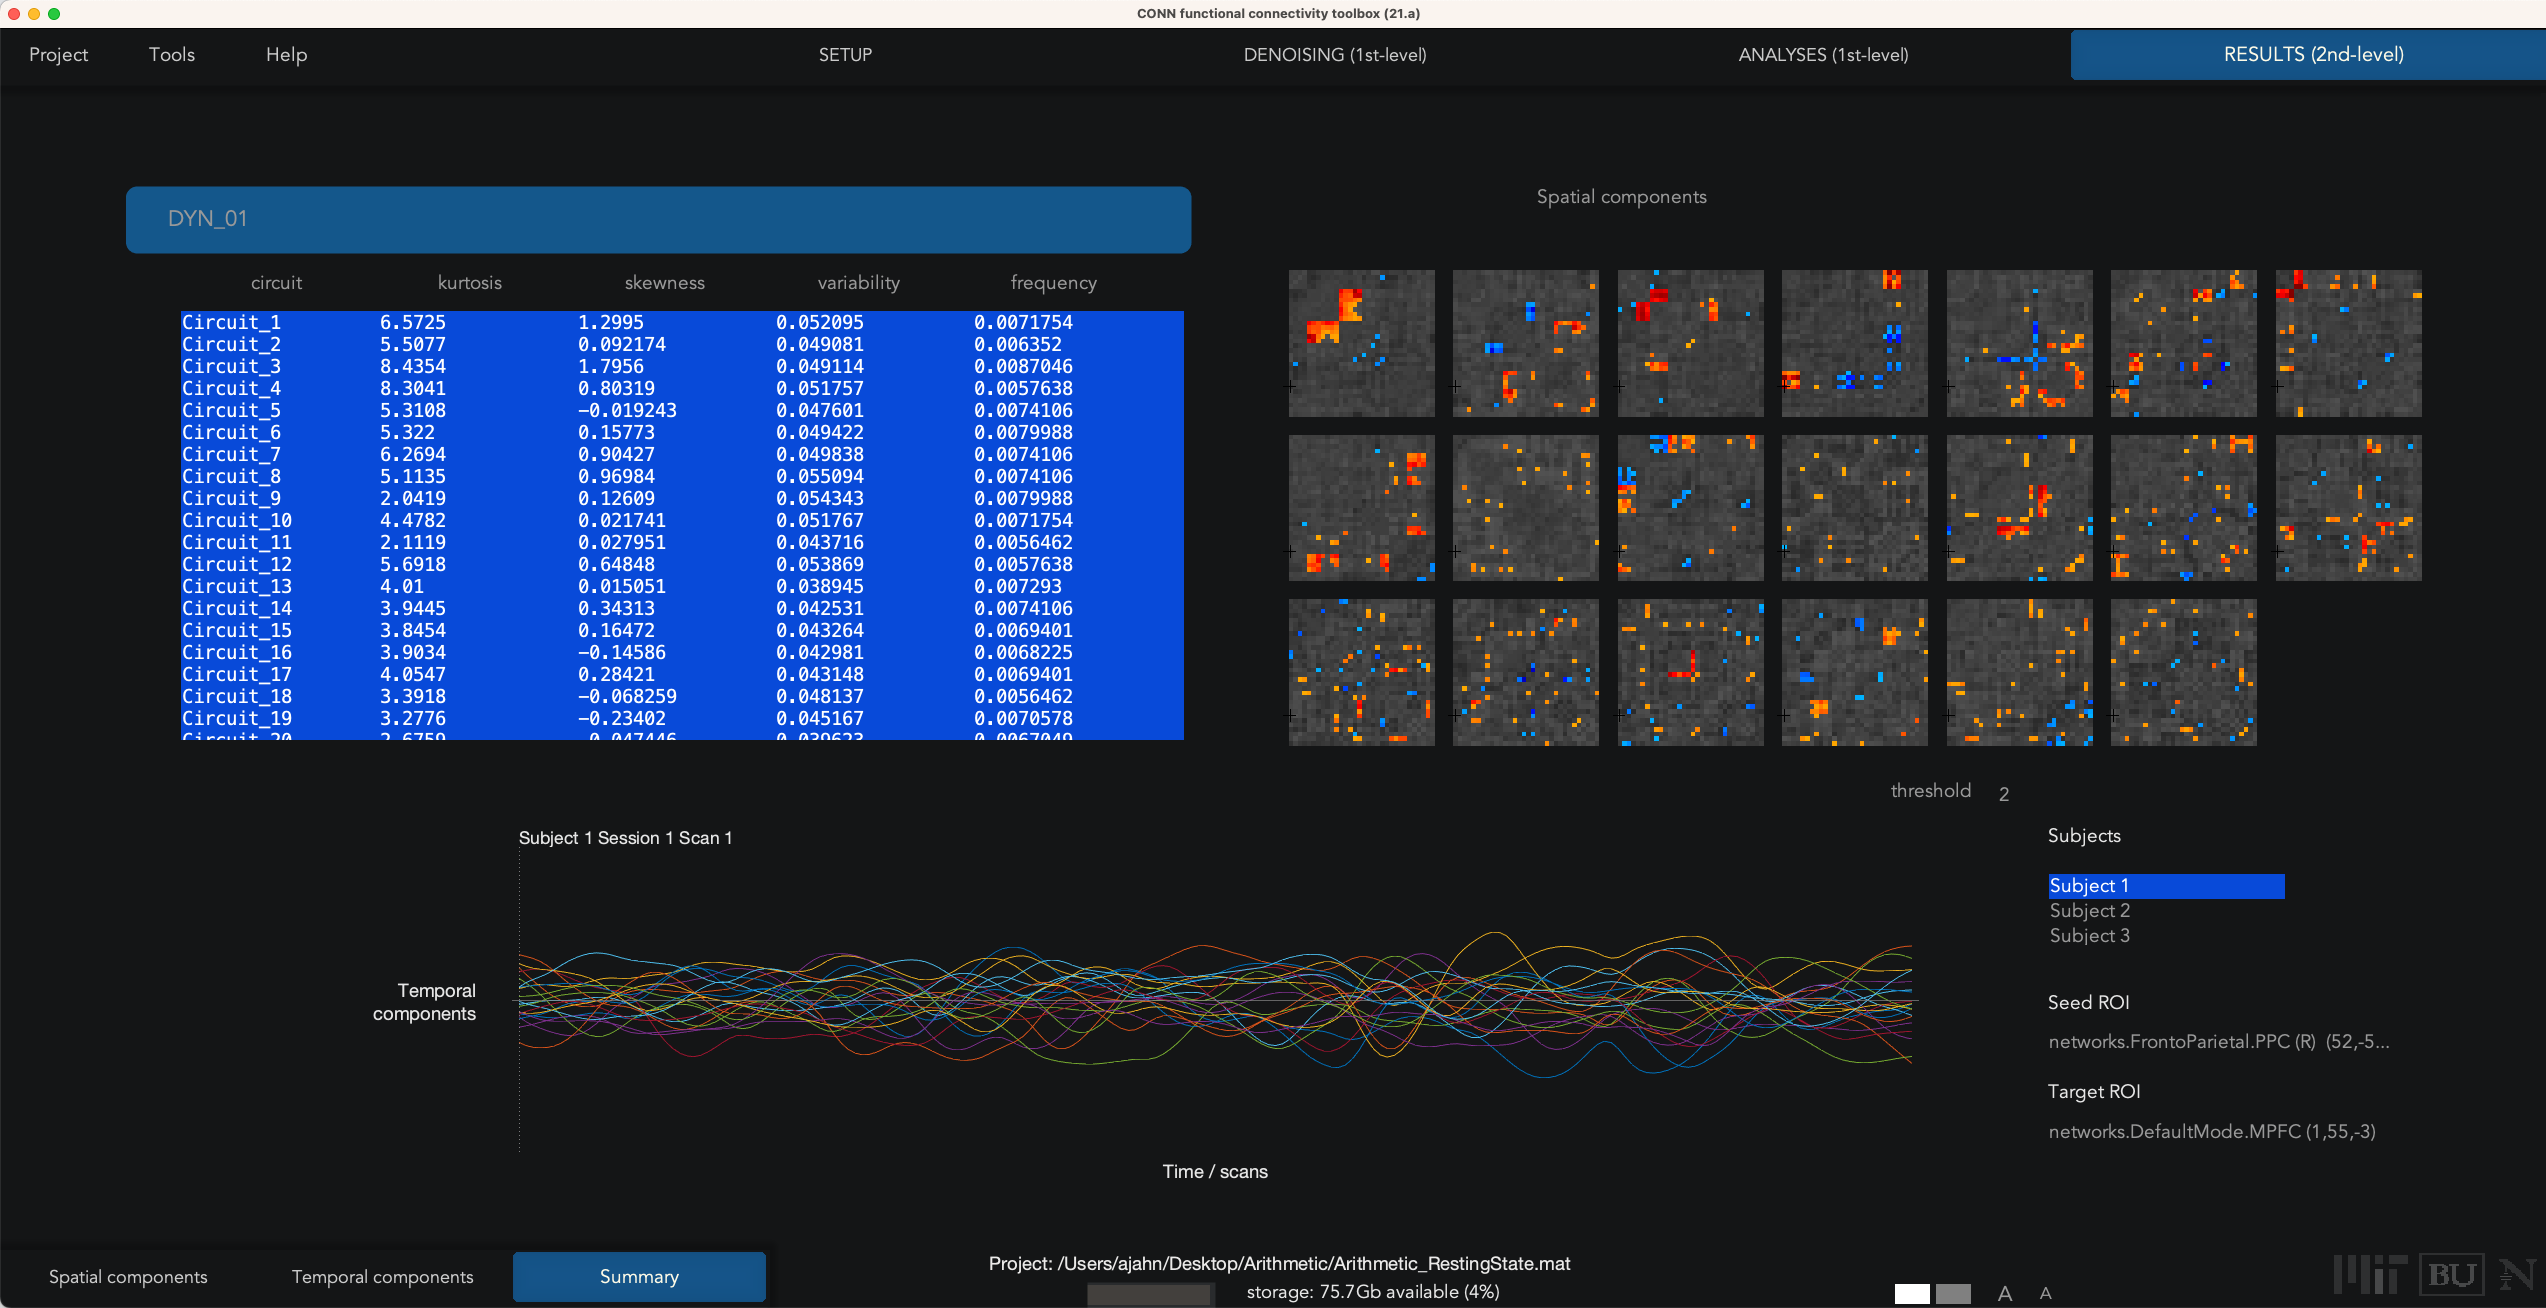 CONN functional connectivity toolbox (21.a)
Project Tools Help SETUP DENOISING (1st-level) ANALYSES (1st-level) RESULTS (2nd-level)
DYN_01
Spatial components
circuit kurtosis skewness variability frequency
Circuit_1 6.5725 1.2995 0.052095 0.0071754
Circuit_2 5.5077 0.092174 0.049081 0.006352
Circuit_3 8.4354 1.7956 0.049114 0.0087046
Circuit_4 8.3041 0.80319 0.051757 0.0057638
Circuit_5 5.3108 -0.019243 0.047601 0.0074106
Circuit_6 5.322 0.15773 0.049422 0.0079988
Circuit_7 6.2694 0.90427 0.049838 0.0074106
Circuit_8 5.1135 0.96984 0.055094 0.0074106
Circuit_9 2.0419 0.12609 0.054343 0.0079988
Circuit_10 4.4782 0.021741 0.051767 0.0071754
Circuit_11 2.1119 0.027951 0.043716 0.0056462
Circuit_12 5.6918 0.64848 0.053869 0.0057638
Circuit_13 4.01 0.015051 0.038945 0.007293
Circuit_14 3.9445 0.34313 0.042531 0.0074106
Circuit_15 3.8454 0.16472 0.043264 0.0069401
Circuit_16 3.9034 -0.14586 0.042981 0.0068225
Circuit_17 4.0547 0.28421 0.043148 0.0069401
Circuit_18 3.3918 -0.068259 0.048137 0.0056462
Circuit_19 3.2776 -0.23402 0.045167 0.0070578
Circuit_20
threshold 2
Subject 1 Session 1 Scan 1
Temporal
components
Time / scans
Subjects
Subject 1
Subject 2
Subject 3
Seed ROI
networks.FrontoParietal.PPC (R) (52,-5...
Target ROI
networks.DefaultMode.MPFC (1,55,-3)
Spatial components Temporal components Summary
Project: /Users/ajahn/Desktop/Arithmetic/Arithmetic_RestingState.mat
storage: 75.7Gb available (4%)
A A
MIT BU N